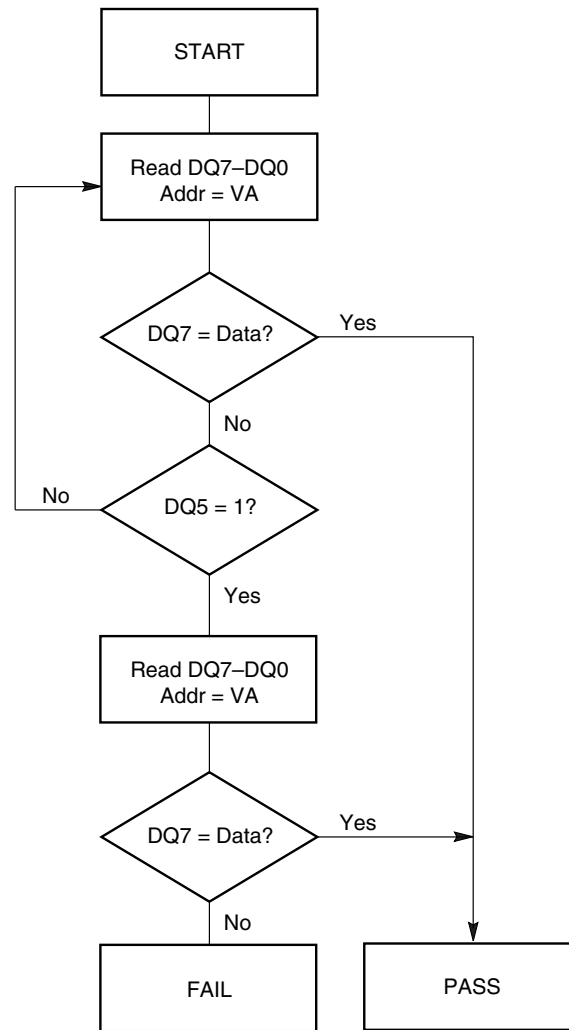 START
Read DQ7–DQ0
Addr = VA
DQ7 = Data?
Yes
No
No
DQ5 = 1?
Yes
Read DQ7–DQ0
Addr = VA
DQ7 = Data?
Yes
No
FAIL
PASS